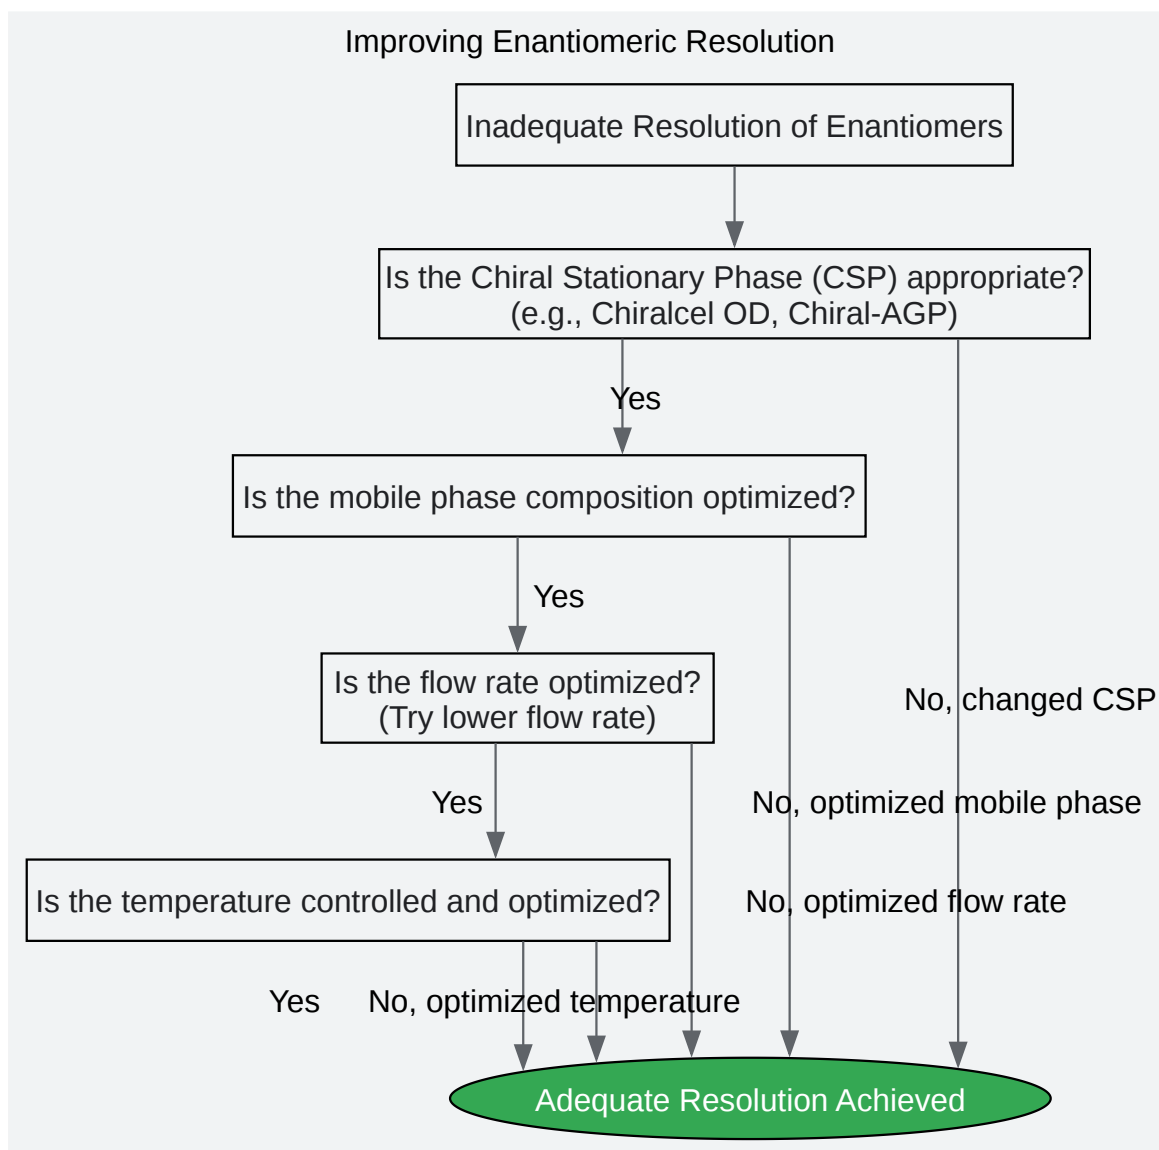 Improving Enantiomeric Resolution
Inadequate Resolution of Enantiomers
Is the Chiral Stationary Phase (CSP) appropriate?
(e.g., Chiralcel OD, Chiral-AGP)
Yes
Is the mobile phase composition optimized?
Yes
Is the flow rate optimized?
(Try lower flow rate)
No, changed CSP
Yes
No, optimized mobile phase
Is the temperature controlled and optimized?
No, optimized flow rate
Yes
No, optimized temperature
Adequate Resolution Achieved